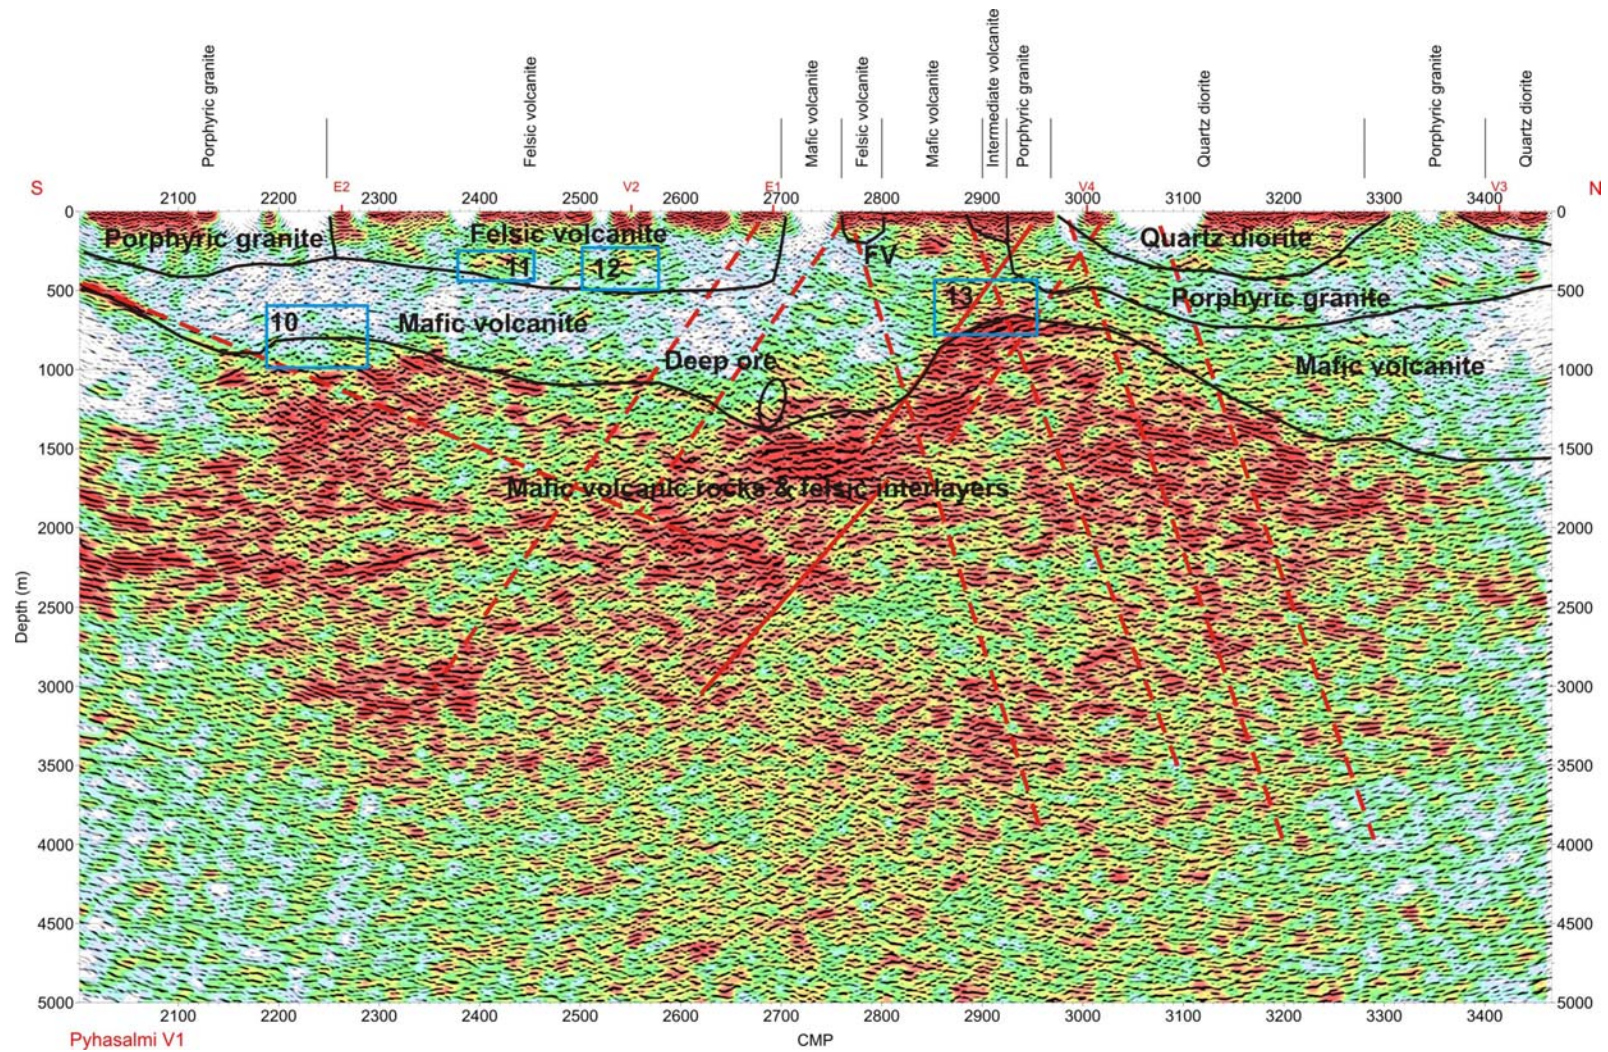 Porphyric granite
Felsic volcanite
Mafic volcanite
Felsic volcanite
Mafic volcanite
Intermediate volcanite
Porphyric granite
Quartz diorite
Porphyric granite
Quartz diorite
S E2 V2 E1 V4 V3 N
2100 2200 2300 2400 2500 2600 2700 2800 2900 3000 3100 3200 3300 3400
0 0
Porphyric granite Felsic volcanite FV Quartz diorite
11 12
500 500
10 13 Porphyric granite
Mafic volcanite
Deep ore Mafic volcanite
1000 1000
1500 1500
Mafic volcanic rocks & felsic interlayers
2000 2000
Depth (m)
2500 2500
3000 3000
3500 3500
4000 4000
4500 4500
5000 5000
2100 2200 2300 2400 2500 2600 2700 2800 2900 3000 3100 3200 3300 3400
Pyhasalmi V1 CMP